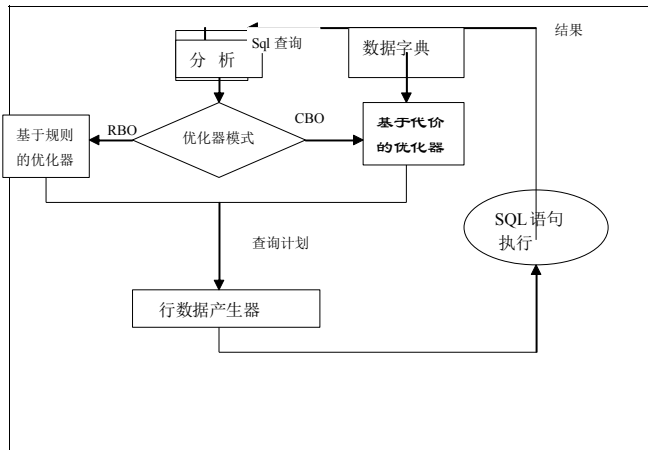 结果
Sql 查询
数据字典
分 析
RBO
CBO
优化器模式
基于规则
的优化器
基于代价
的优化器
SQL 语句
执行
查询计划
行数据产生器